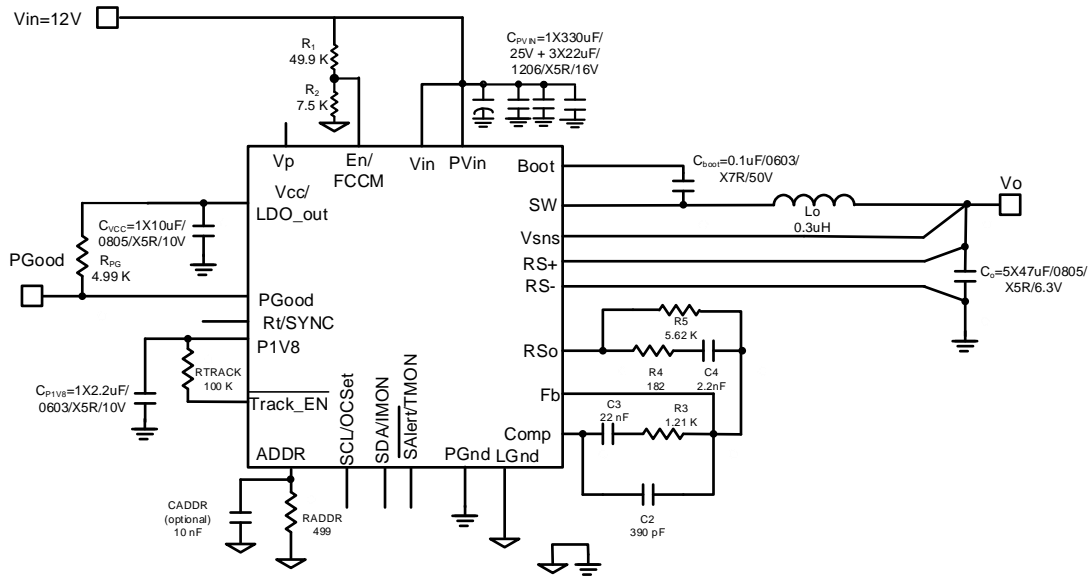 Vin=12V
R1
49.9 K
R2
7.5 K
CPVIN=1X330uF/
25V + 3X22uF/
1206/X5R/16V
Vp
En/
FCCM
Vin
PVin
Boot
Cboot=0.1uF/0603/
X7R/50V
Vcc/
LDO_out
SW
Lo
0.3uH
Vo
CVCC=1X10uF/
0805/X5R/10V
Vsns
PGood
RPG
4.99 K
RS+
RS-
Co=5X47uF/0805/
X5R/6.3V
PGood
Rt/SYNC
P1V8
R5
5.62 K
RSo
R4
182
C4
2.2nF
RTRACK
100 K
CP1V8=1X2.2uF/
0603/X5R/10V
Track_EN
Fb
C3
22 nF
R3
1.21 K
Comp
ADDR
SCL/OCSet
SDA/IMON
SAlert/TMON
PGnd
LGnd
CADDR
(optional)
10 nF
RADDR
499
C2
390 pF